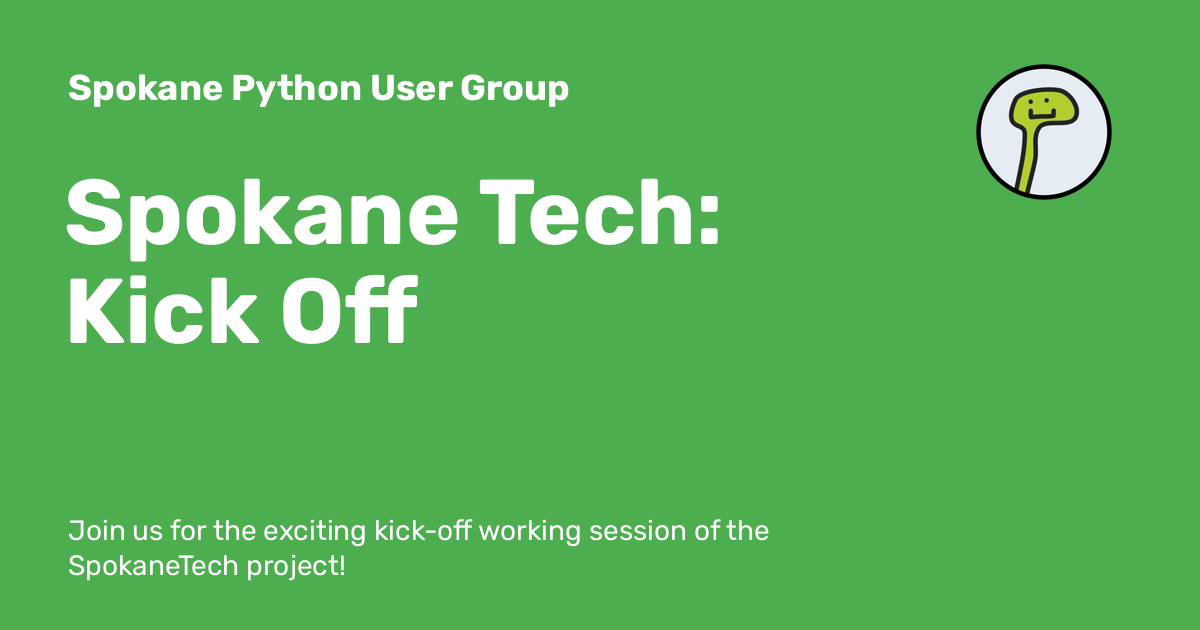 Spokane Python User Group
Spokane Tech:
Kick Off
Join us for the exciting kick-off working session of the
SpokaneTech project!